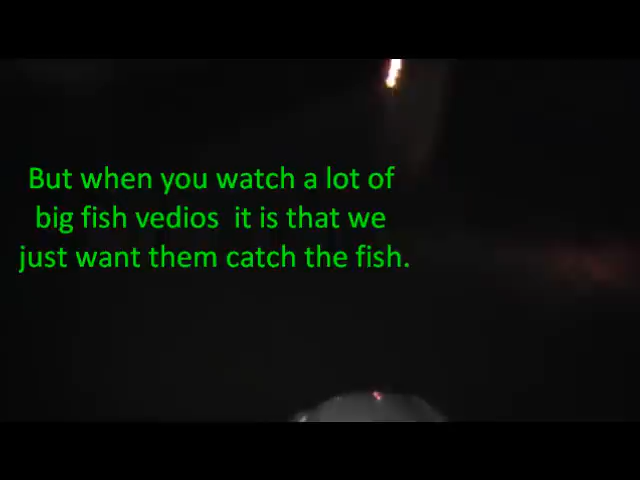 But when you watch a lot of
big fish vedios  it is that we
just want them catch the fish.